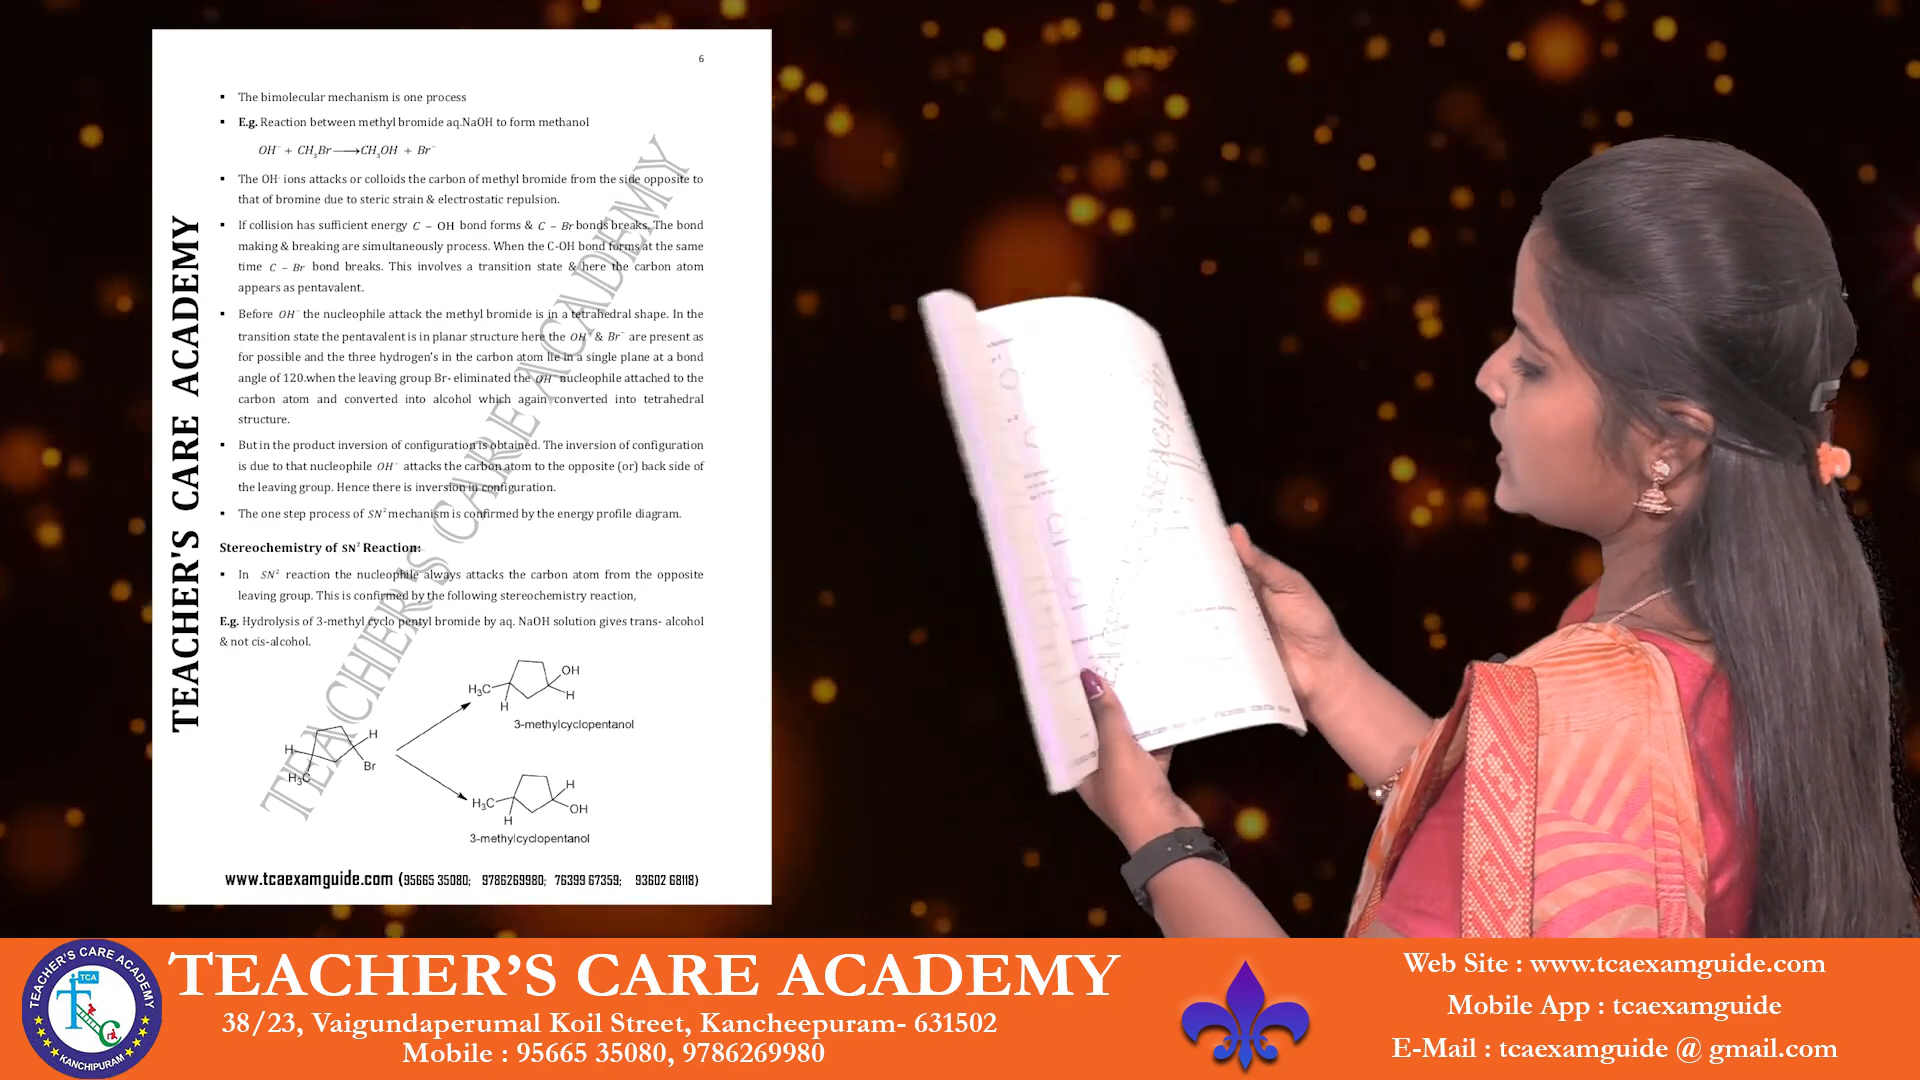 6
▪ The bimolecular mechanism is one process
▪ E.g. Reaction between methyl bromide aq.NaOH to form methanol
OH⁻ + CH₃Br ⟶ CH₃OH + Br⁻
▪ The OH⁻ ions attacks or colloids the carbon of methyl bromide from the side opposite to
that of bromine due to steric strain & electrostatic repulsion.
▪ If collision has sufficient energy C – OH bond forms & C – Br bonds breaks. The bond
making & breaking are simultaneously process. When the C-OH bond forms at the same
time C – Br bond breaks. This involves a transition state & here the carbon atom
appears as pentavalent.
▪ Before OH⁻ the nucleophile attack the methyl bromide is in a tetrahedral shape. In the
transition state the pentavalent is in planar structure here the OH⁻ & Br⁻ are present as
for possible and the three hydrogen's in the carbon atom lie in a single plane at a bond
angle of 120.when the leaving group Br- eliminated the OH⁻ nucleophile attached to the
carbon atom and converted into alcohol which again converted into tetrahedral
structure.
▪ But in the product inversion of configuration is obtained. The inversion of configuration
is due to that nucleophile OH⁻ attacks the carbon atom to the opposite (or) back side of
the leaving group. Hence there is inversion in configuration.
▪ The one step process of SN² mechanism is confirmed by the energy profile diagram.
Stereochemistry of SN² Reaction:
▪ In SN² reaction the nucleophile always attacks the carbon atom from the opposite
leaving group. This is confirmed by the following stereochemistry reaction,
E.g. Hydrolysis of 3-methyl cyclo pentyl bromide by aq. NaOH solution gives trans- alcohol
& not cis-alcohol.
OH
H₃C
H
H
3-methylcyclopentanol
H
H
Br
H₃C
H
H₃C
OH
H
3-methylcyclopentanol
www.tcaexamguide.com (95665 35080; 9786269980; 76399 67359; 93602 68118)
TEACHER'S CARE ACADEMY
TEACHER'S CARE ACADEMY
TEACHER'S CARE ACADEMY
TCA
KANCHIPURAM
TEACHER'S CARE ACADEMY
38/23, Vaigundaperumal Koil Street, Kancheepuram- 631502
Mobile : 95665 35080, 9786269980
Web Site : www.tcaexamguide.com
Mobile App : tcaexamguide
E-Mail : tcaexamguide @ gmail.com